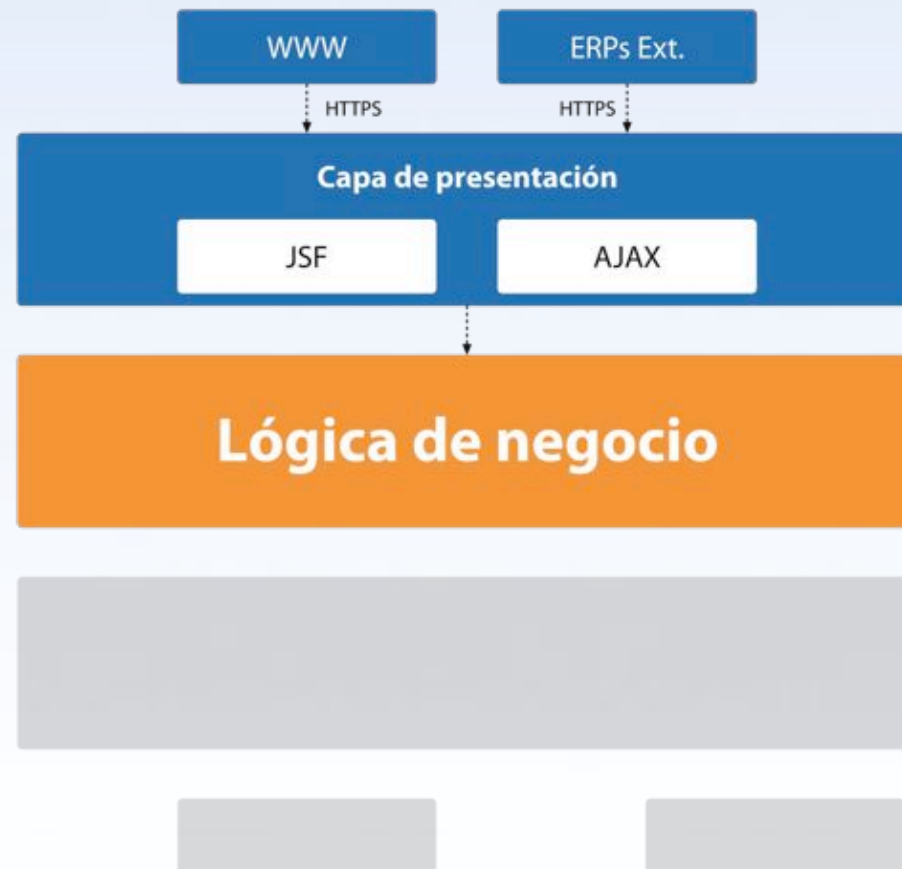 WWW
ERPs Ext.
HTTPS
HTTPS
Capa de presentación
JSF
AJAX
Lógica de negocio